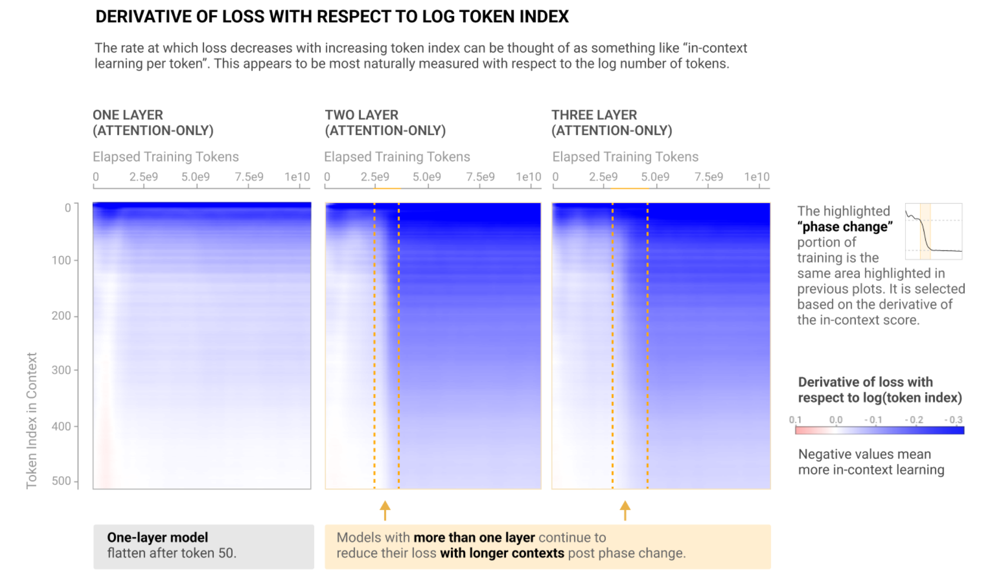 DERIVATIVE OF LOSS WITH RESPECT TO LOG TOKEN INDEX
The rate at which loss decreases with increasing token index can be thought of as something like “in-context
learning per token”. This appears to be most naturally measured with respect to the log number of tokens.
ONE LAYER
(ATTENTION-ONLY)
Elapsed Training Tokens
0 2.5e9 5.0e9 7.5e9 1e10
TWO LAYER
(ATTENTION-ONLY)
Elapsed Training Tokens
0 2.5e9 5.0e9 7.5e9 1e10
THREE LAYER
(ATTENTION-ONLY)
Elapsed Training Tokens
0 2.5e9 5.0e9 7.5e9 1e10
Token Index in Context
0
100
200
300
400
500
The highlighted
“phase change”
portion of
training is the
same area highlighted in
previous plots. It is selected
based on the derivative of
the in-context score.
Derivative of loss with
respect to log(token index)
0.1 0.0 -0.1 -0.2 -0.3
Negative values mean
more in-context learning
One-layer model
flatten after token 50.
Models with more than one layer continue to
reduce their loss with longer contexts post phase change.